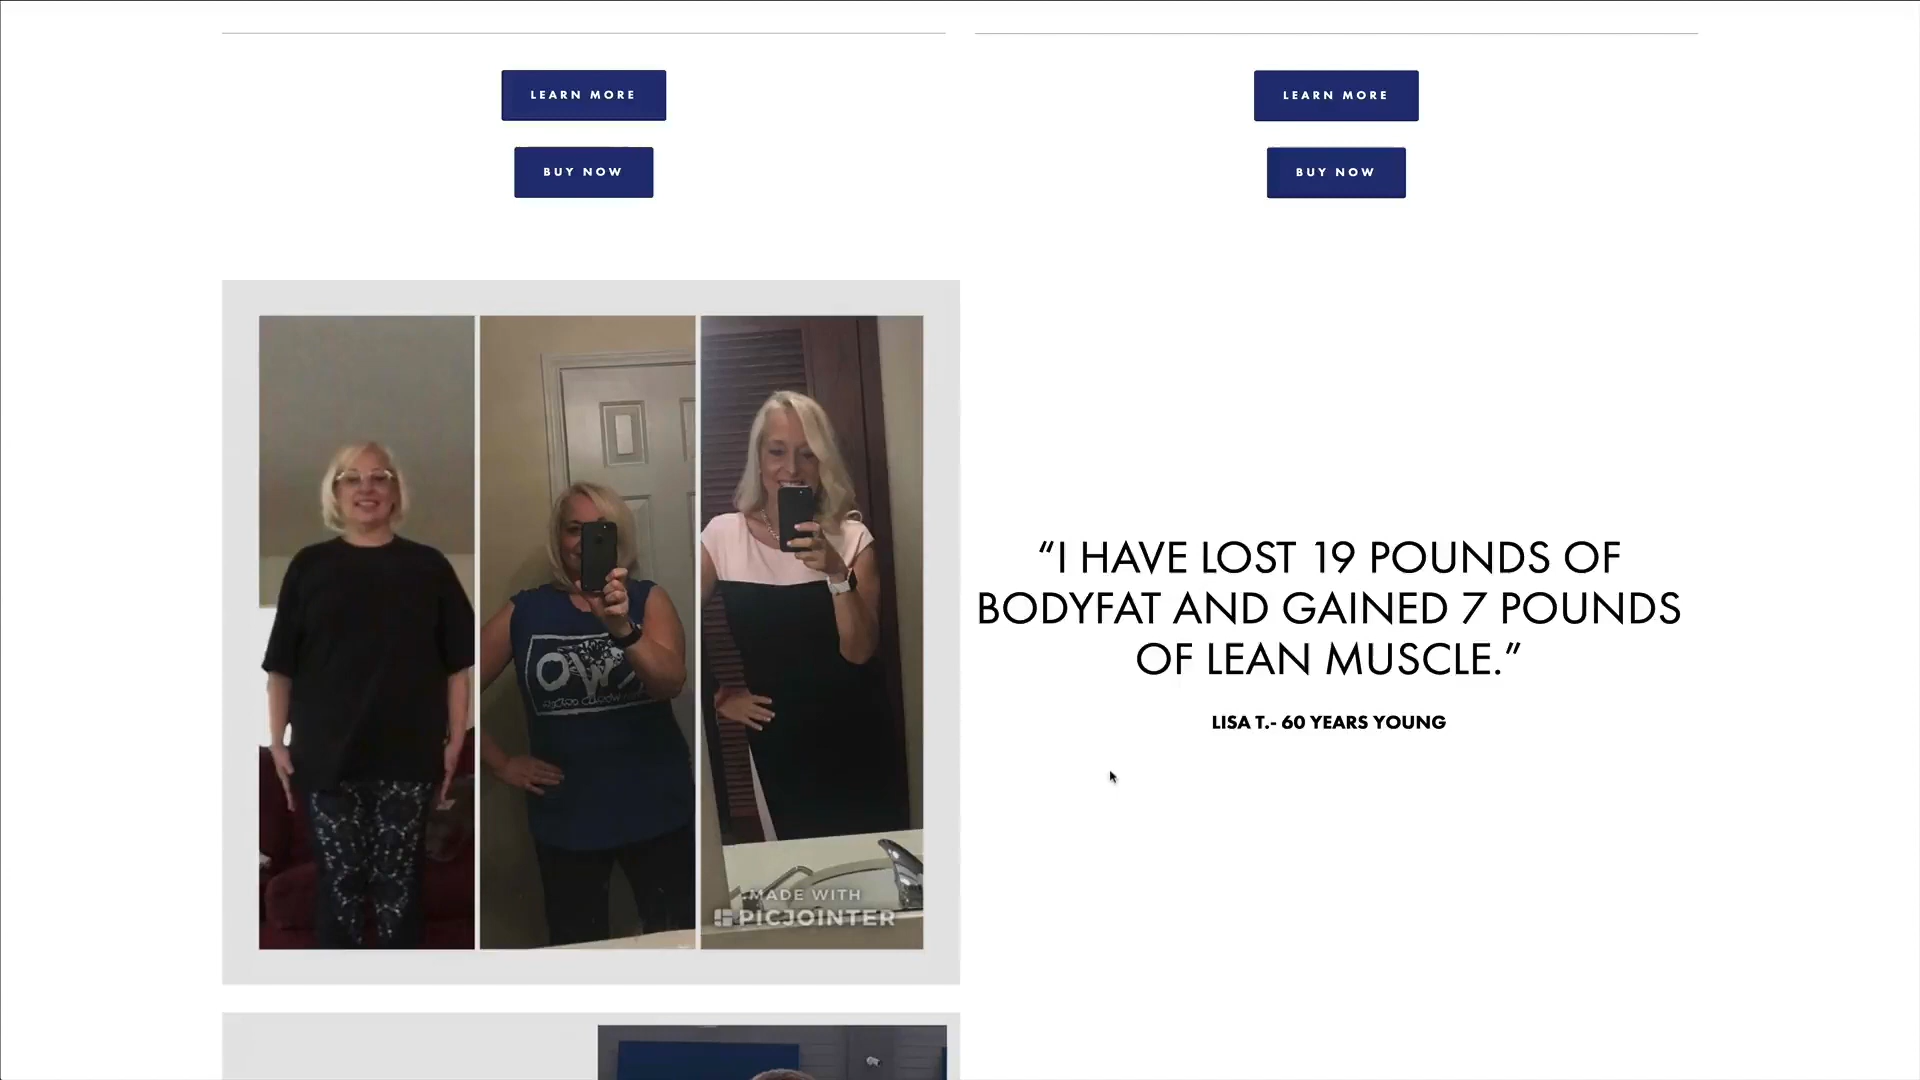 LEARN MORE
LEARN MORE
BUY NOW
BUY NOW
“I HAVE LOST 19 POUNDS OF
BODYFAT AND GAINED 7 POUNDS
OF LEAN MUSCLE.”
LISA T.- 60 YEARS YOUNG
MADE WITH
PICJOINTER